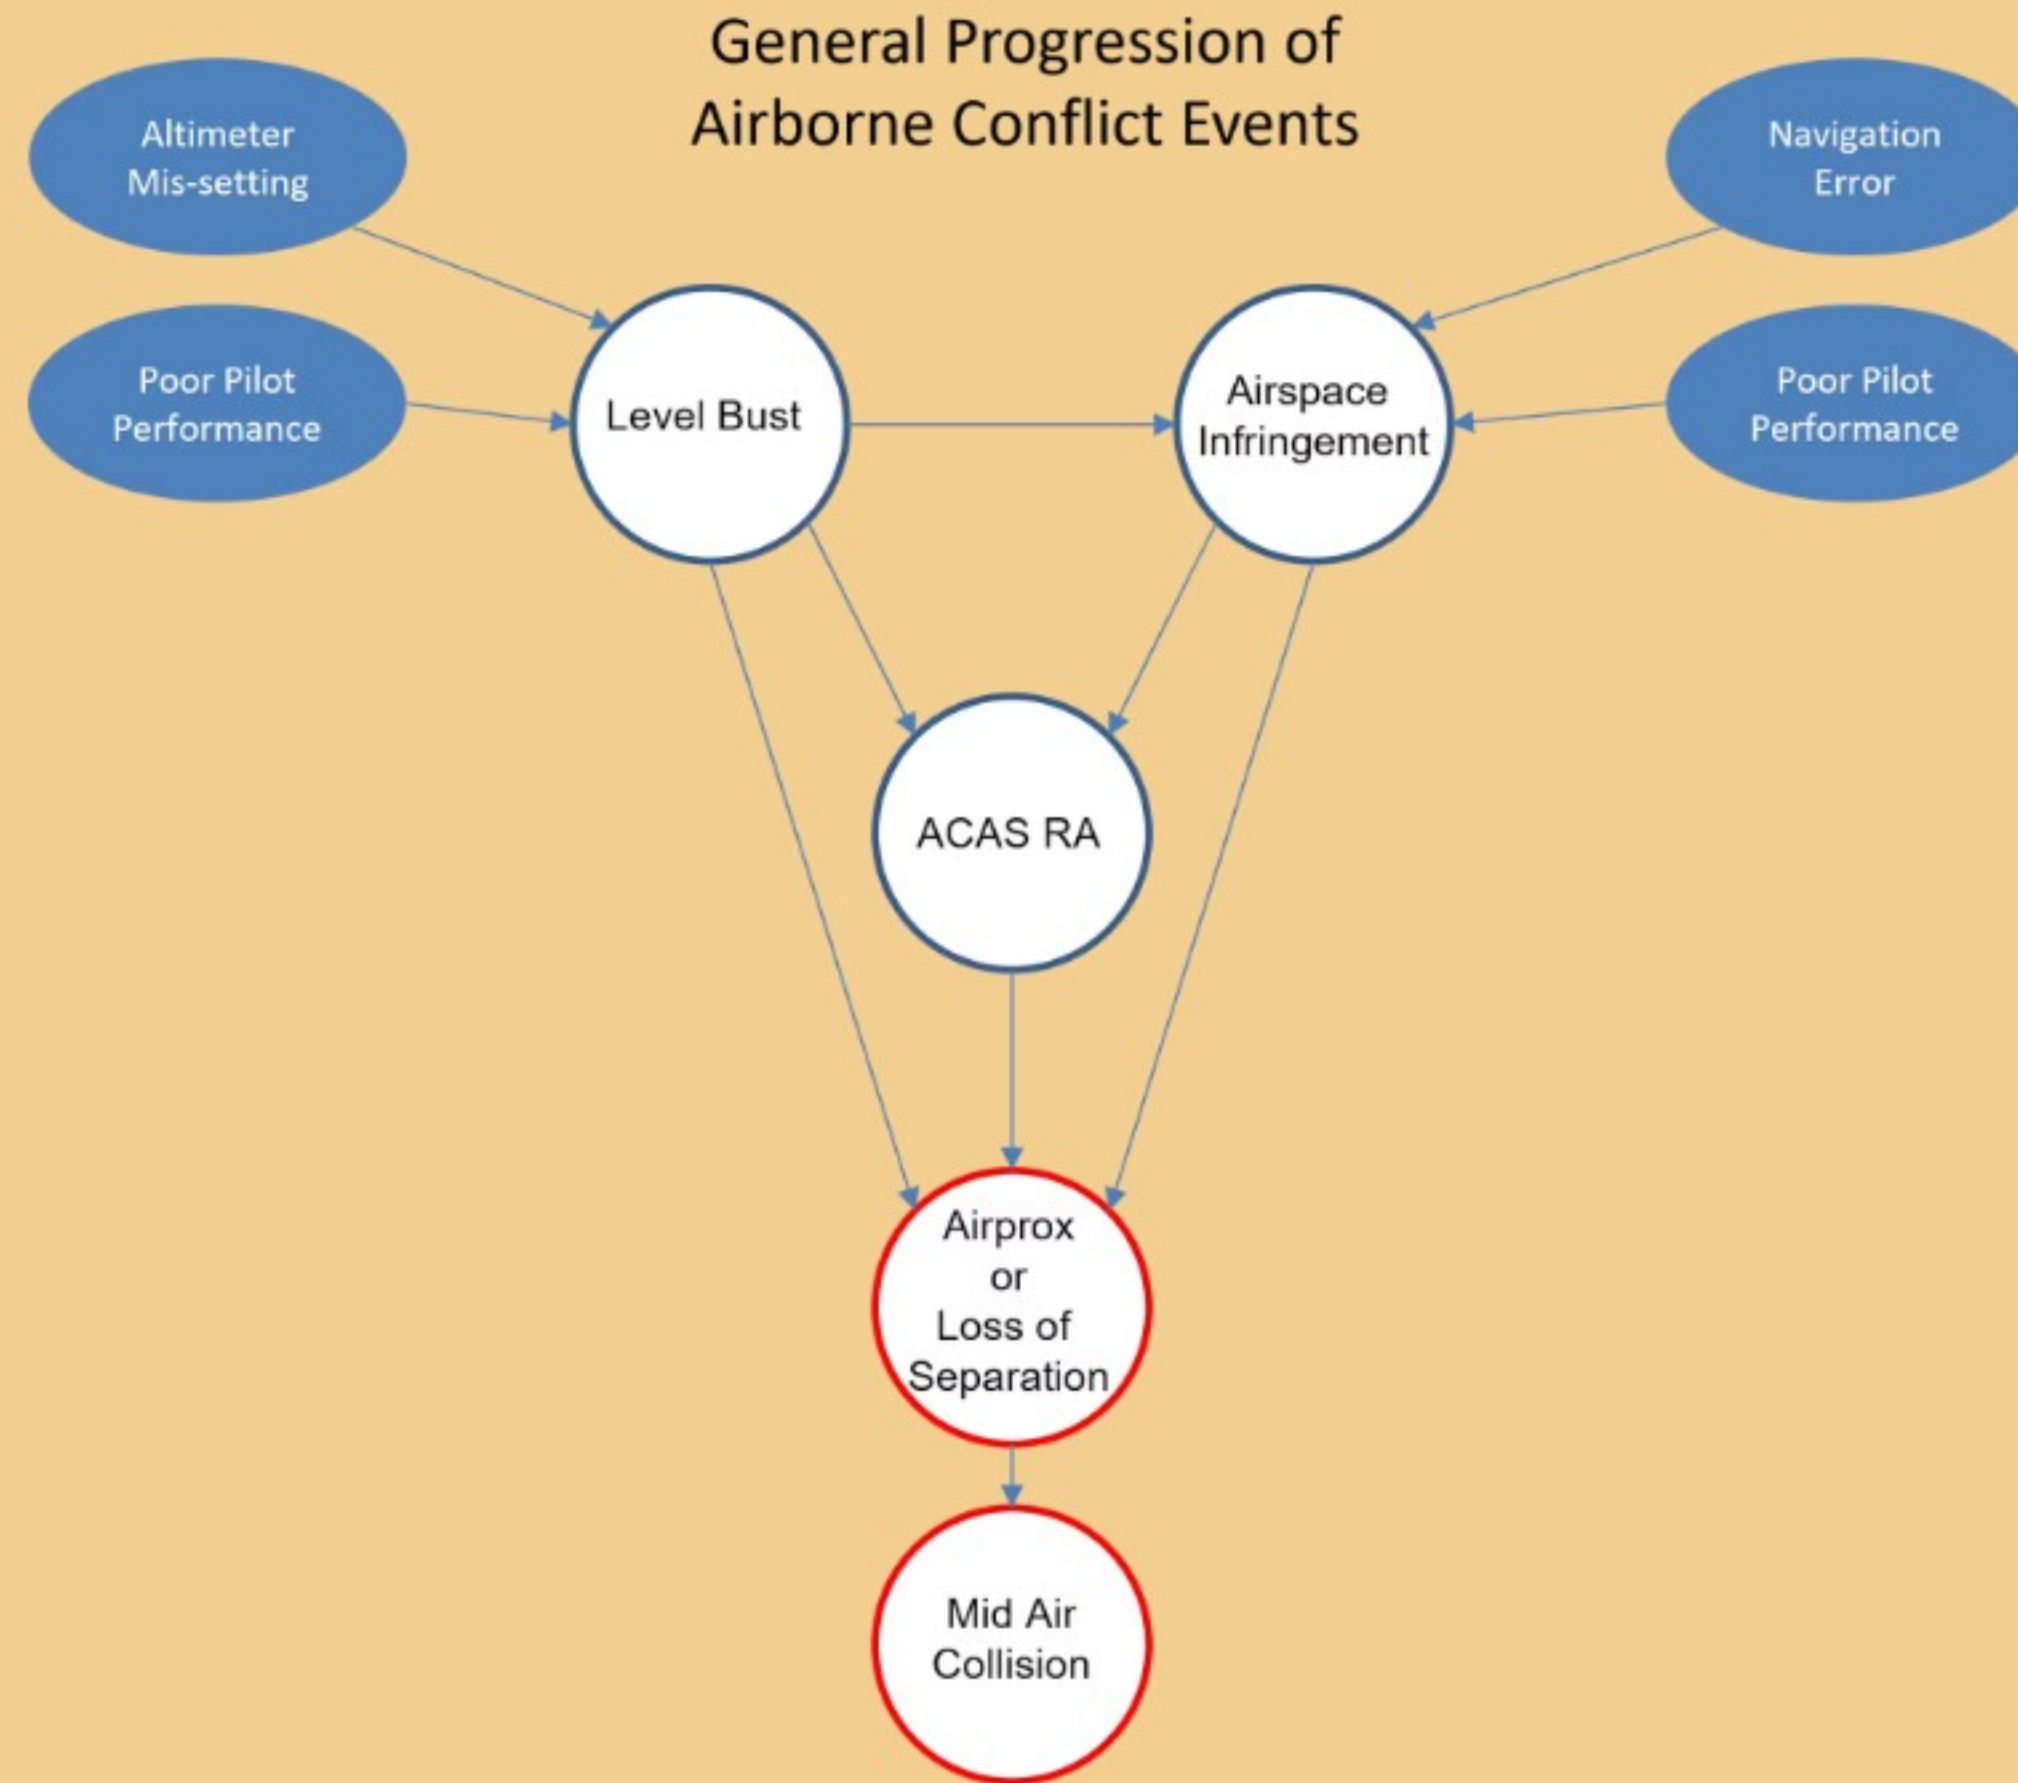 General Progression of
Airborne Conflict Events
Altimeter
Mis-setting
Navigation
Error
Poor Pilot
Performance
Level Bust
Airspace
Infringement
Poor Pilot
Performance
ACAS RA
Airprox
or
Loss of
Separation
Mid Air
Collision